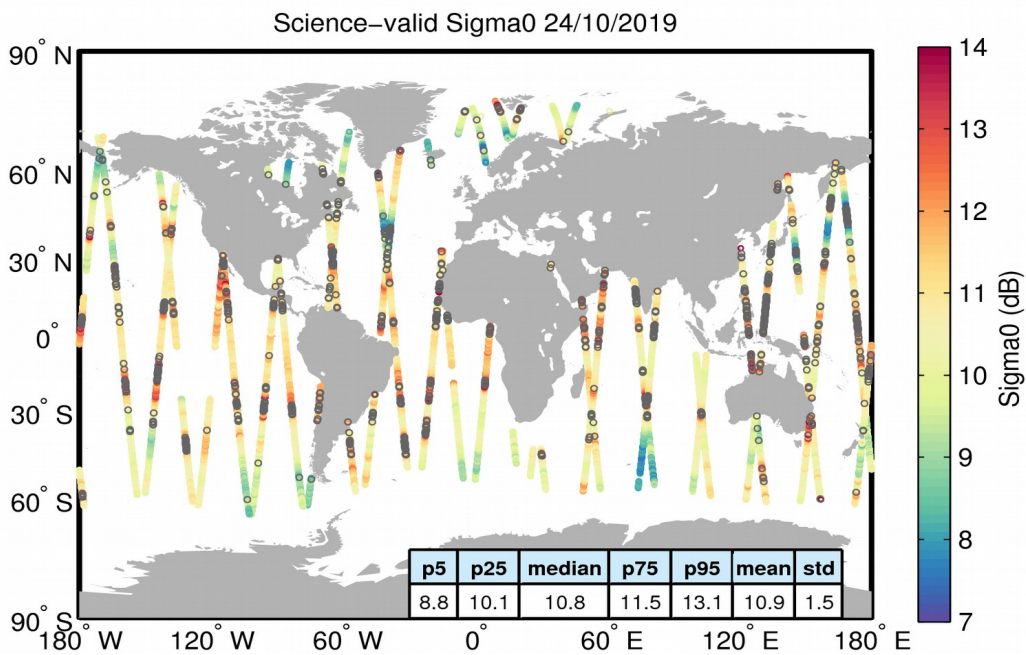 Science−valid Sigma0 24/10/2019
90° N
60° N
30° N
0°
30° S
60° S
90° S
180° W
120° W
60° W
0°
60° E
120° E
180° E
p5 p25 median p75 p95 mean std
8.8 10.1 10.8 11.5 13.1 10.9 1.5
14
13
12
11
10
9
8
7
Sigma0 (dB)